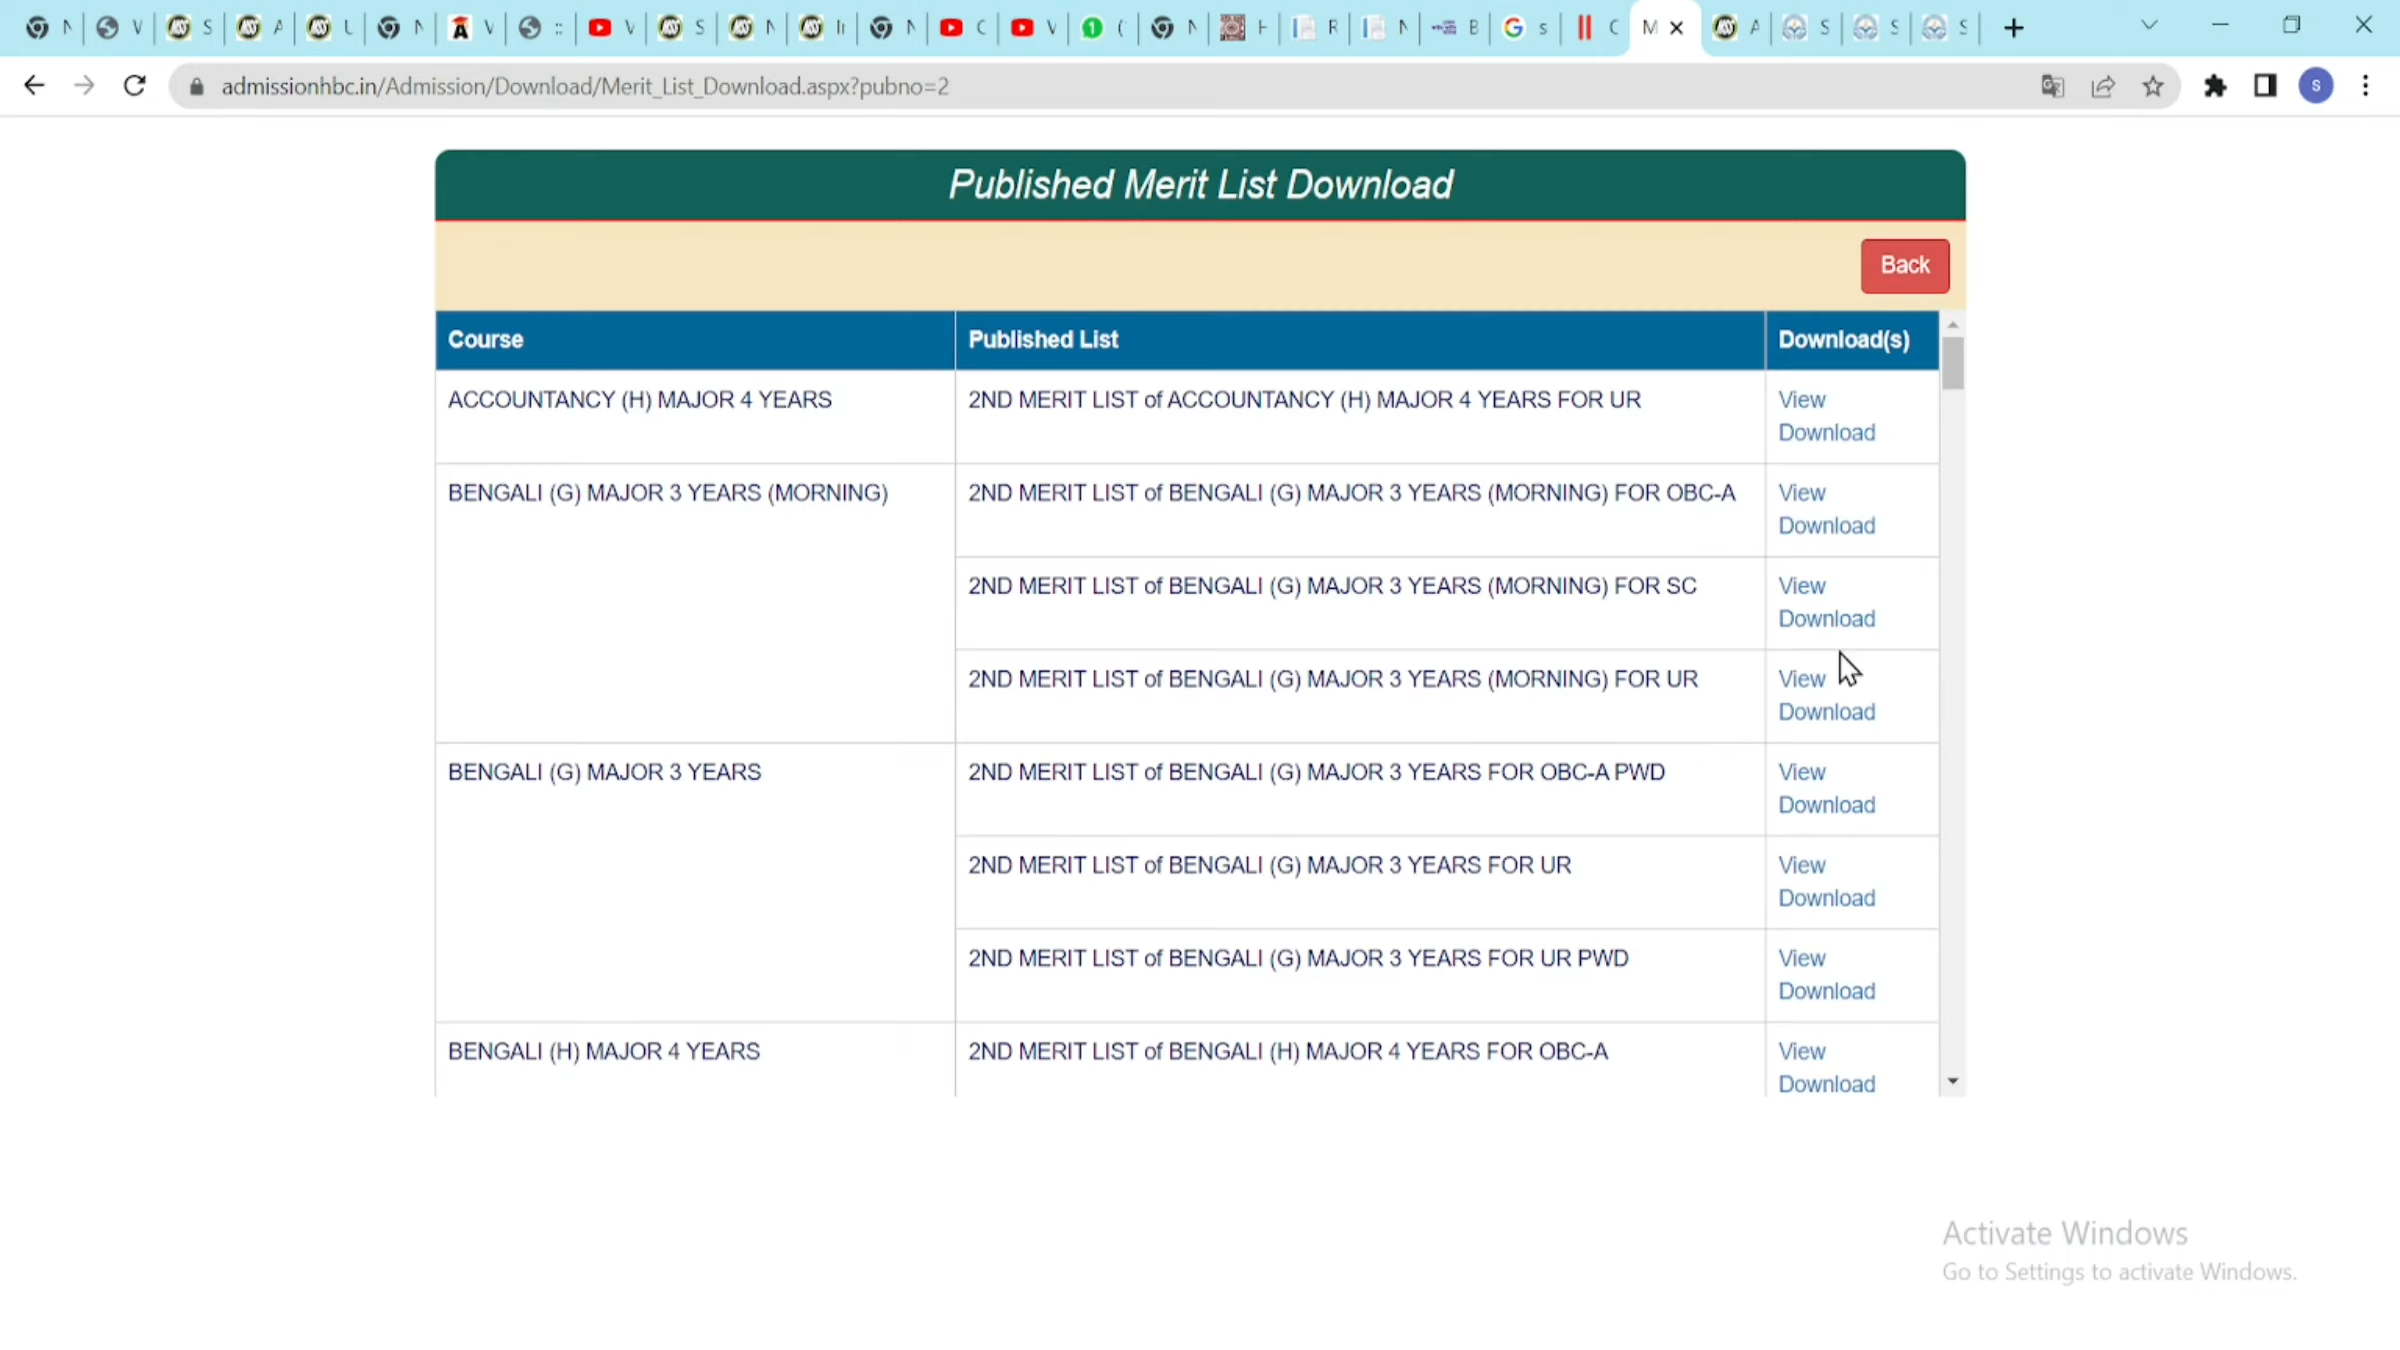 admissionhbc.in/Admission/Download/Merit_List_Download.aspx?pubno=2
Published Merit List Download
Back
Course Published List Download(s)
ACCOUNTANCY (H) MAJOR 4 YEARS 2ND MERIT LIST of ACCOUNTANCY (H) MAJOR 4 YEARS FOR UR View
Download
BENGALI (G) MAJOR 3 YEARS (MORNING) 2ND MERIT LIST of BENGALI (G) MAJOR 3 YEARS (MORNING) FOR OBC-A View
Download
2ND MERIT LIST of BENGALI (G) MAJOR 3 YEARS (MORNING) FOR SC View
Download
2ND MERIT LIST of BENGALI (G) MAJOR 3 YEARS (MORNING) FOR UR View
Download
BENGALI (G) MAJOR 3 YEARS 2ND MERIT LIST of BENGALI (G) MAJOR 3 YEARS FOR OBC-A PWD View
Download
2ND MERIT LIST of BENGALI (G) MAJOR 3 YEARS FOR UR View
Download
2ND MERIT LIST of BENGALI (G) MAJOR 3 YEARS FOR UR PWD View
Download
BENGALI (H) MAJOR 4 YEARS 2ND MERIT LIST of BENGALI (H) MAJOR 4 YEARS FOR OBC-A View
Download
Activate Windows
Go to Settings to activate Windows.